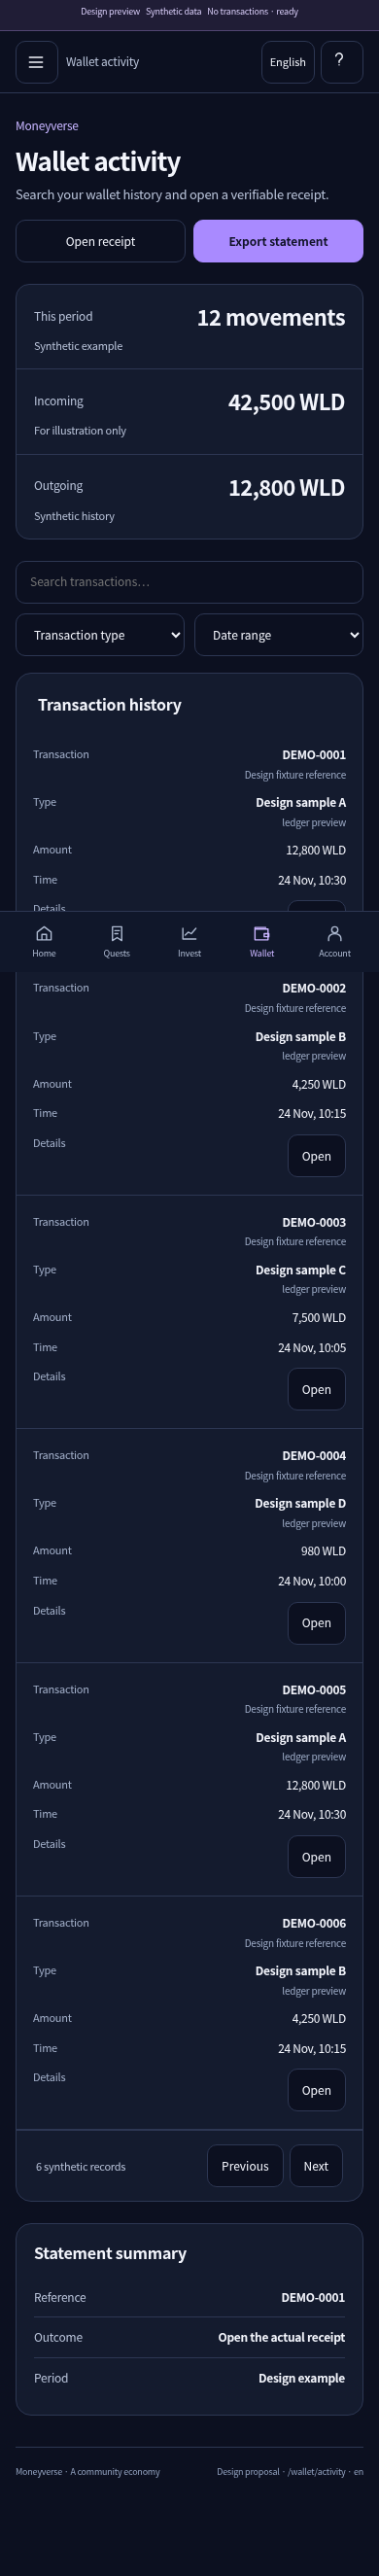 Design preview Synthetic data No transactions · ready
Wallet activity English ?
Moneyverse
Wallet activity
Search your wallet history and open a verifiable receipt.
Open receipt Export statement
This period 12 movements
Synthetic example
Incoming 42,500 WLD
For illustration only
Outgoing 12,800 WLD
Synthetic history
Search transactions...
Transaction type Date range
Transaction history
Transaction DEMO-0001
Design fixture reference
Type Design sample A
ledger preview
Amount 12,800 WLD
Time 24 Nov, 10:30
Details
Home Quests Invest Wallet Account
Transaction DEMO-0002
Design fixture reference
Type Design sample B
ledger preview
Amount 4,250 WLD
Time 24 Nov, 10:15
Details Open
Transaction DEMO-0003
Design fixture reference
Type Design sample C
ledger preview
Amount 7,500 WLD
Time 24 Nov, 10:05
Details Open
Transaction DEMO-0004
Design fixture reference
Type Design sample D
ledger preview
Amount 980 WLD
Time 24 Nov, 10:00
Details Open
Transaction DEMO-0005
Design fixture reference
Type Design sample A
ledger preview
Amount 12,800 WLD
Time 24 Nov, 10:30
Details Open
Transaction DEMO-0006
Design fixture reference
Type Design sample B
ledger preview
Amount 4,250 WLD
Time 24 Nov, 10:15
Details Open
6 synthetic records Previous Next
Statement summary
Reference DEMO-0001
Outcome Open the actual receipt
Period Design example
Moneyverse · A community economy Design proposal · /wallet/activity · en